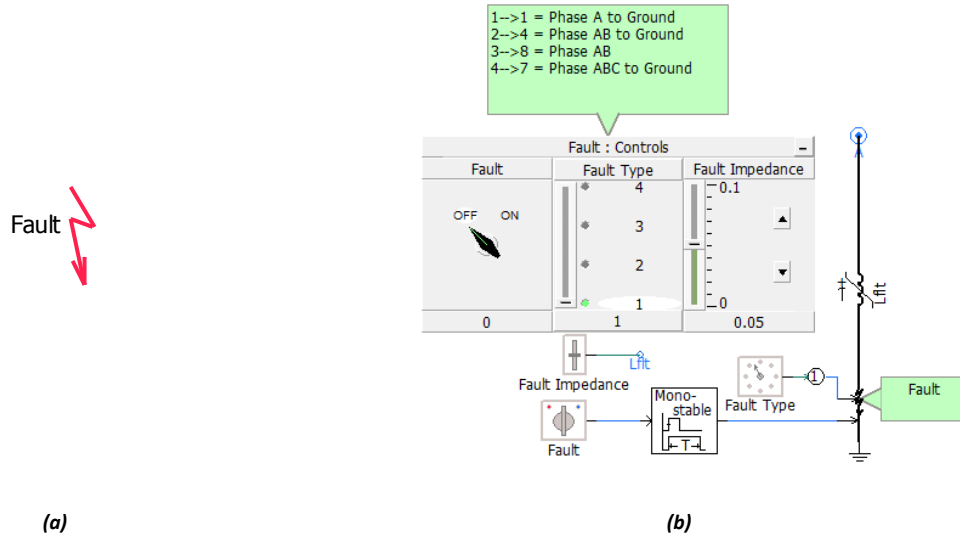 1-->1 = Phase A to Ground
2-->4 = Phase AB to Ground
3-->8 = Phase AB
4-->7 = Phase ABC to Ground
Fault : Controls
Fault
Fault Type
Fault Impedance
OFF ON
4
3
2
1
0.1
0
0
1
0.05
Fault
Lflt
Lflt
Fault Impedance
Fault Type
1
Fault
Mono-
stable
T
Fault
(a)
(b)